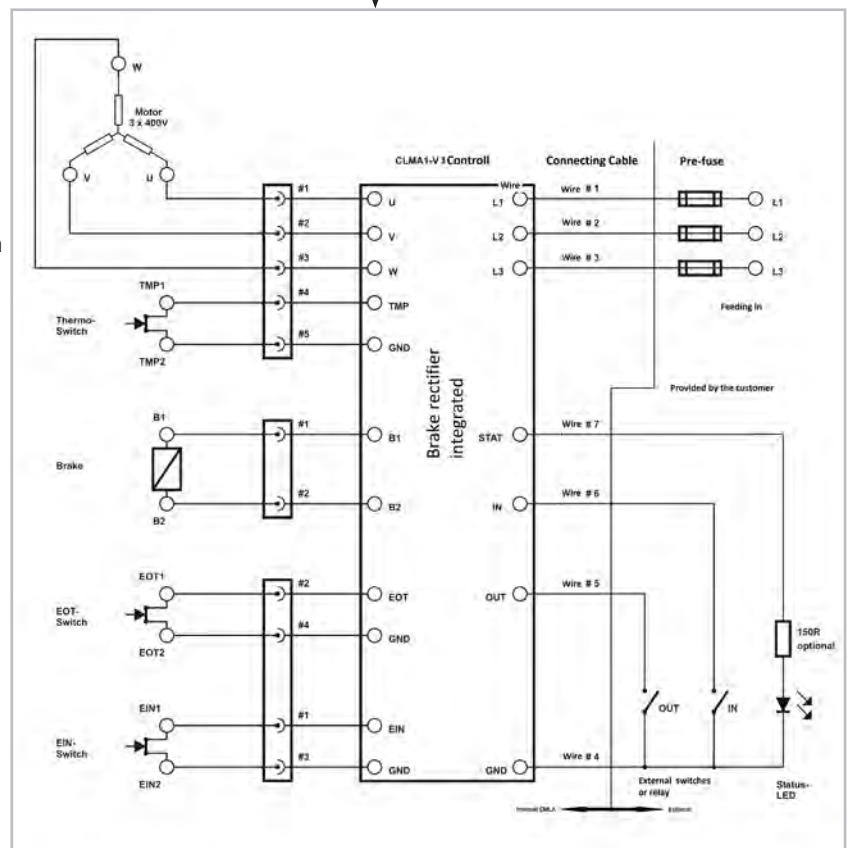 W
Motor
3 x 400V
V
U
CLMA1-V3 Controll
Connecting Cable
Pre-fuse
#1
U
Wire
L1
Wire # 1
L1
#2
V
L2
Wire # 2
L2
#3
W
L3
Wire # 3
L3
TMP1
#4
TMP
Feeding in
Thermo-
Switch
#5
GND
TMP2
Provided by the customer
Brake rectifier
integrated
B1
#1
B1
STAT
Wire # 7
Brake
#2
B2
IN
Wire # 6
B2
EOT1
#2
EOT
OUT
Wire # 5
EOT-
Switch
#4
GND
EOT2
150R
optional
EIN1
#1
EIN
OUT
IN
EIN-
Switch
#3
GND
GND
Wire # 4
EIN2
External switches
or relay
Status-
LED